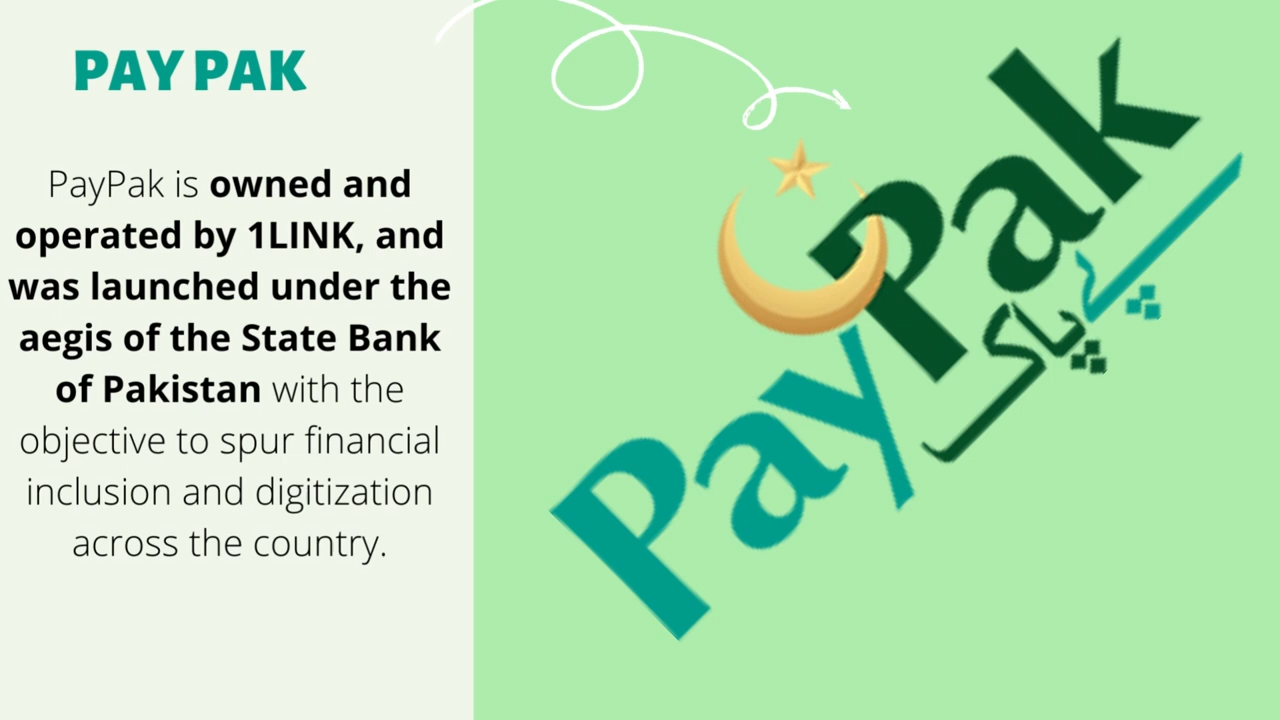 PAY PAK
PayPak is owned and
operated by 1LINK, and
was launched under the
aegis of the State Bank
of Pakistan with the
objective to spur financial
inclusion and digitization
across the country.
PayPak
پے پاک